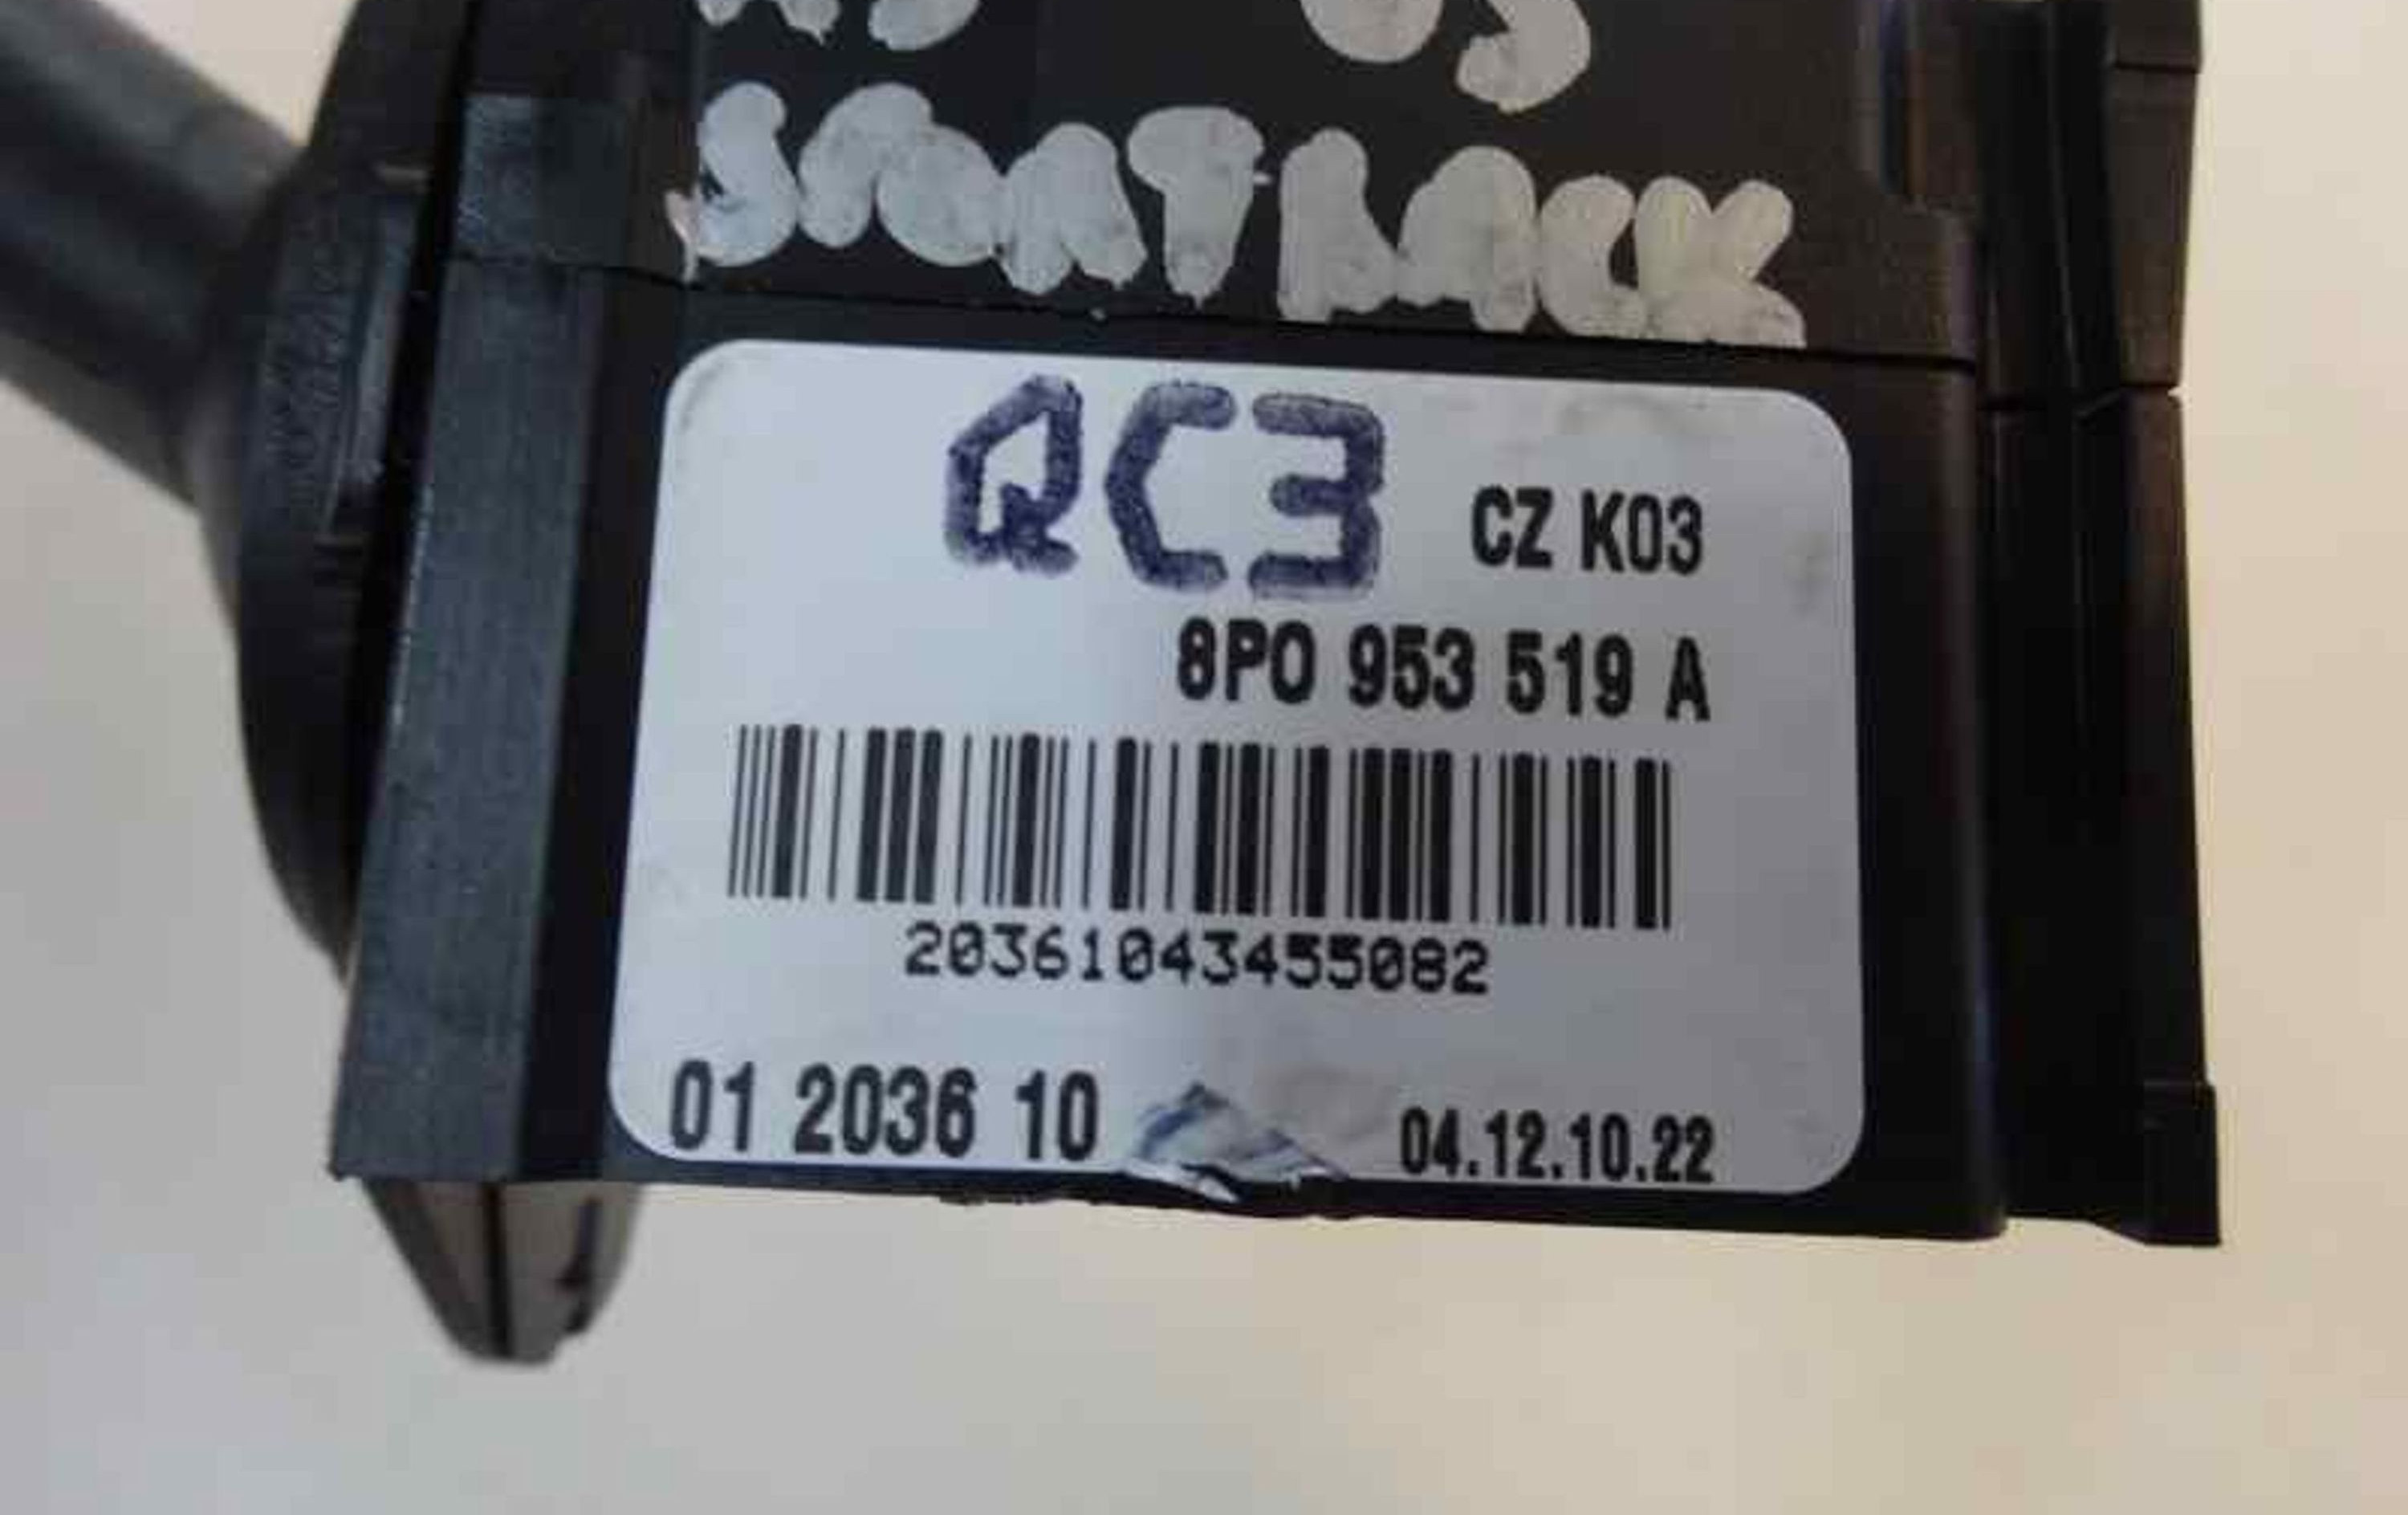 SPORTBACK
QC3 CZ K03
8P0 953 519 A
20361043455082
01 2036 10 04.12.10.22